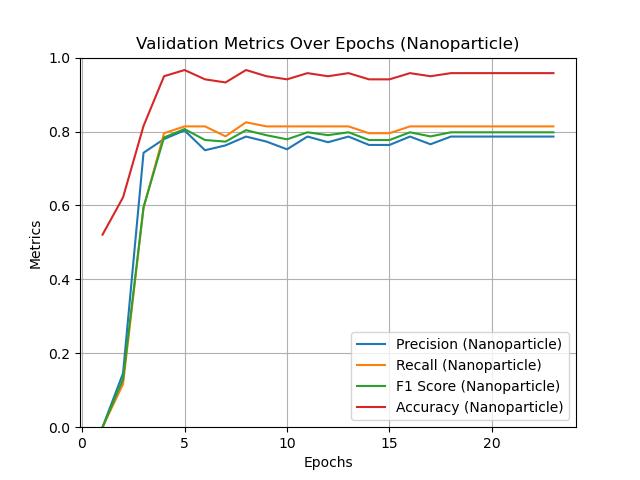 Validation Metrics Over Epochs (Nanoparticle)
1.0
0.8
0.6
0.4
0.2
0.0
Metrics
0 5 10 15 20
Epochs
Precision (Nanoparticle)
Recall (Nanoparticle)
F1 Score (Nanoparticle)
Accuracy (Nanoparticle)